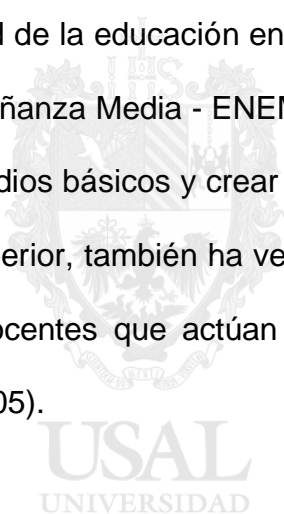 d de la educación en
ñanza Media - ENEM
dios básicos y crear
erior, también ha ve
ocentes que actúan
05).
USAL
UNIVERSIDAD